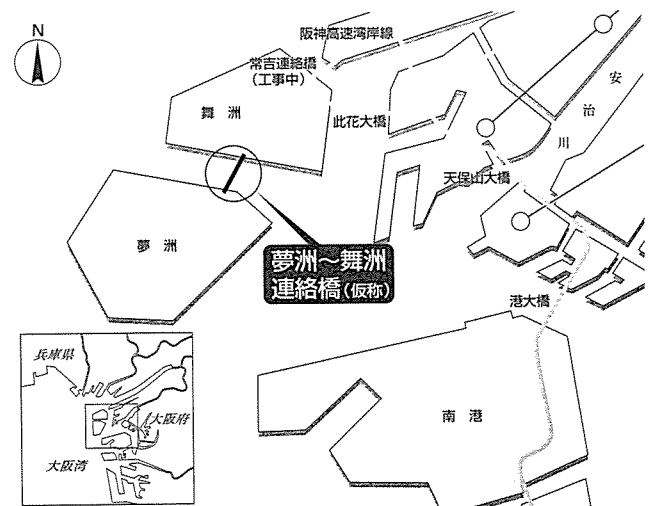 N
阪神高速湾岸線
常吉連絡橋
（工事中）
舞洲
此花大橋
安治川
天保山大橋
夢洲
夢洲～舞洲
連絡橋（仮称）
港大橋
南港
兵庫県
大阪府
大阪湾